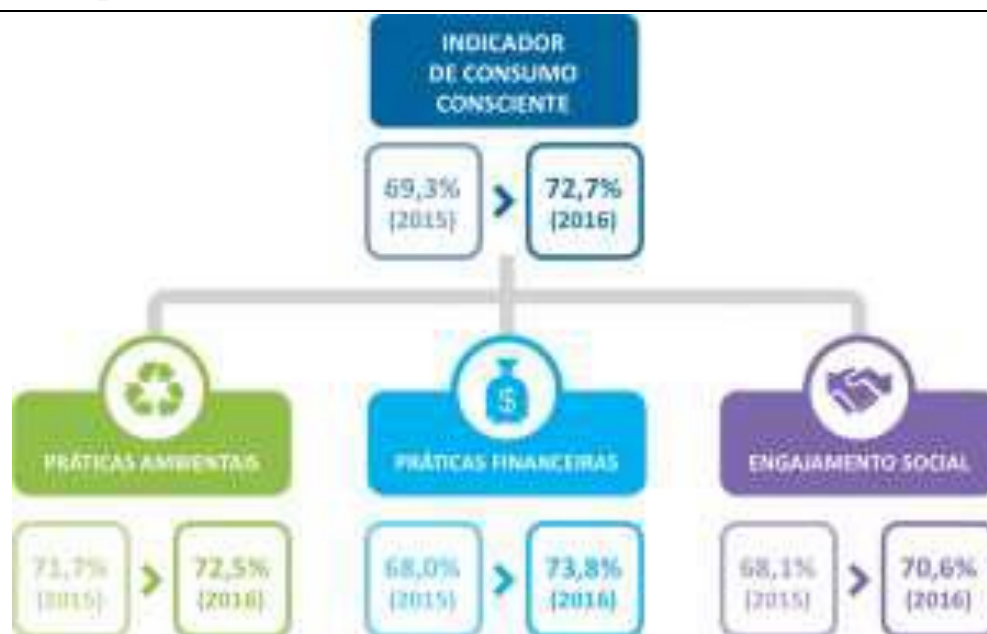 INDICADOR
DE CONSUMO
CONSCIENTE
69,3%
(2015)
72,7%
(2016)
PRÁTICAS AMBIENTAIS
PRÁTICAS FINANCEIRAS
ENGAJAMENTO SOCIAL
71,7%
(2015)
72,5%
(2016)
68,0%
(2015)
73,8%
(2016)
68,1%
(2015)
70,6%
(2016)